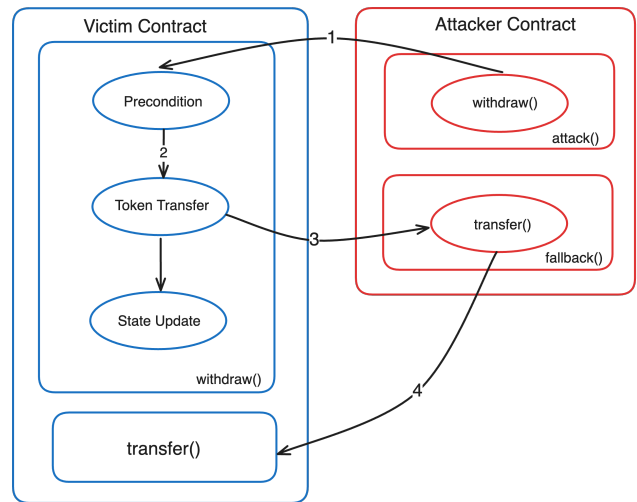 Victim Contract
Attacker Contract
1
Precondition
withdraw()
attack()
2
Token Transfer
3
transfer()
fallback()
State Update
withdraw()
4
transfer()